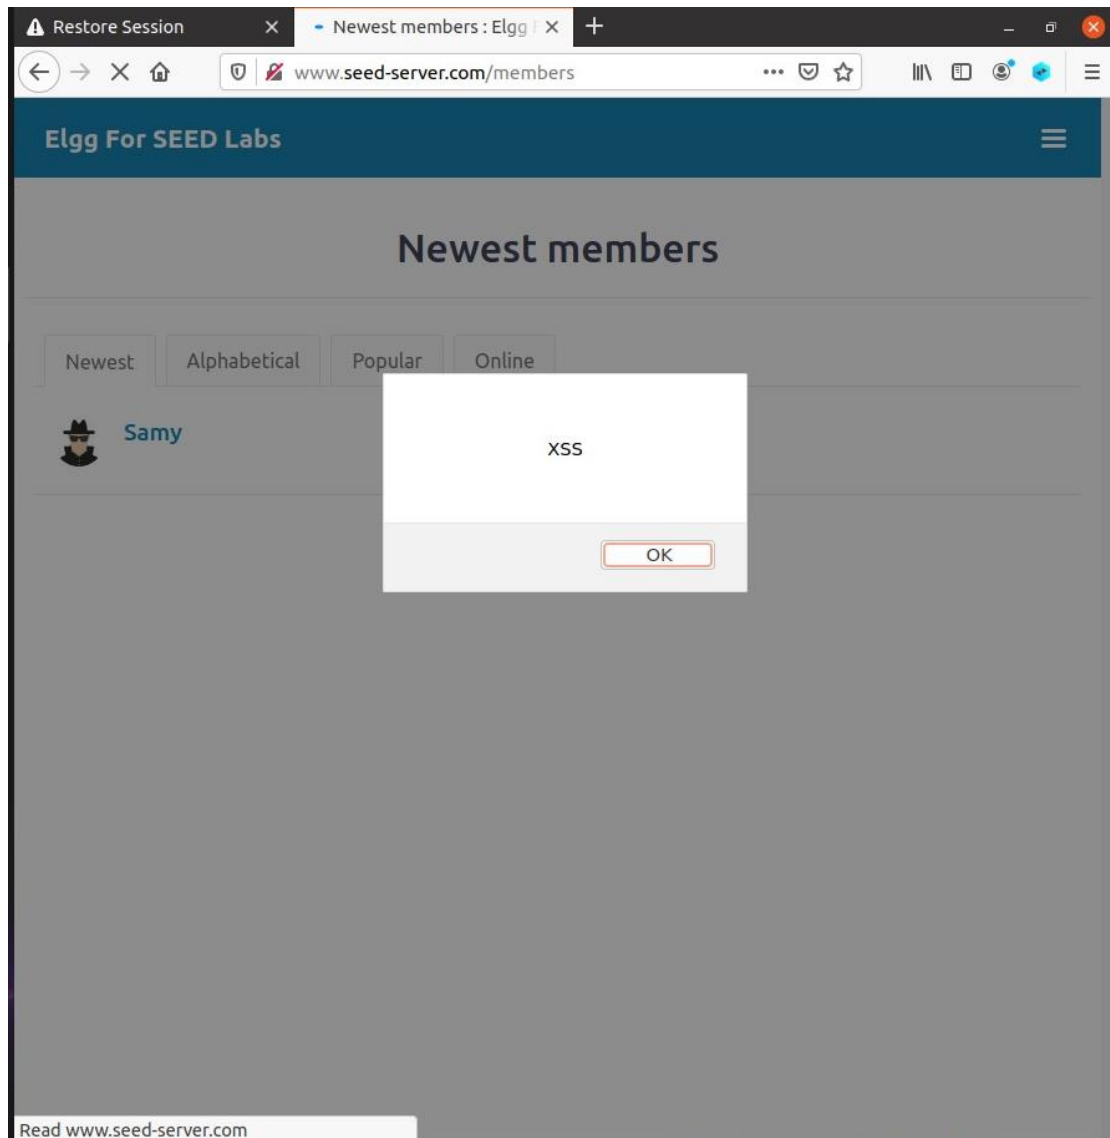 Restore Session
Newest members : Elgg
www.seed-server.com/members
Elgg For SEED Labs
Newest members
Newest Alphabetical Popular Online
Samy
XSS
OK
Read www.seed-server.com